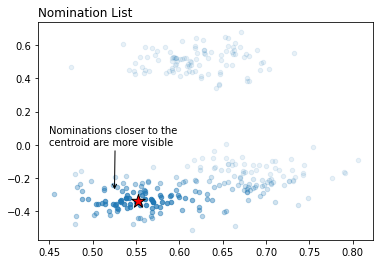 Nomination List
0.6
0.4
0.2
0.0
−0.2
−0.4
Nominations closer to the
centroid are more visible
0.45 0.50 0.55 0.60 0.65 0.70 0.75 0.80